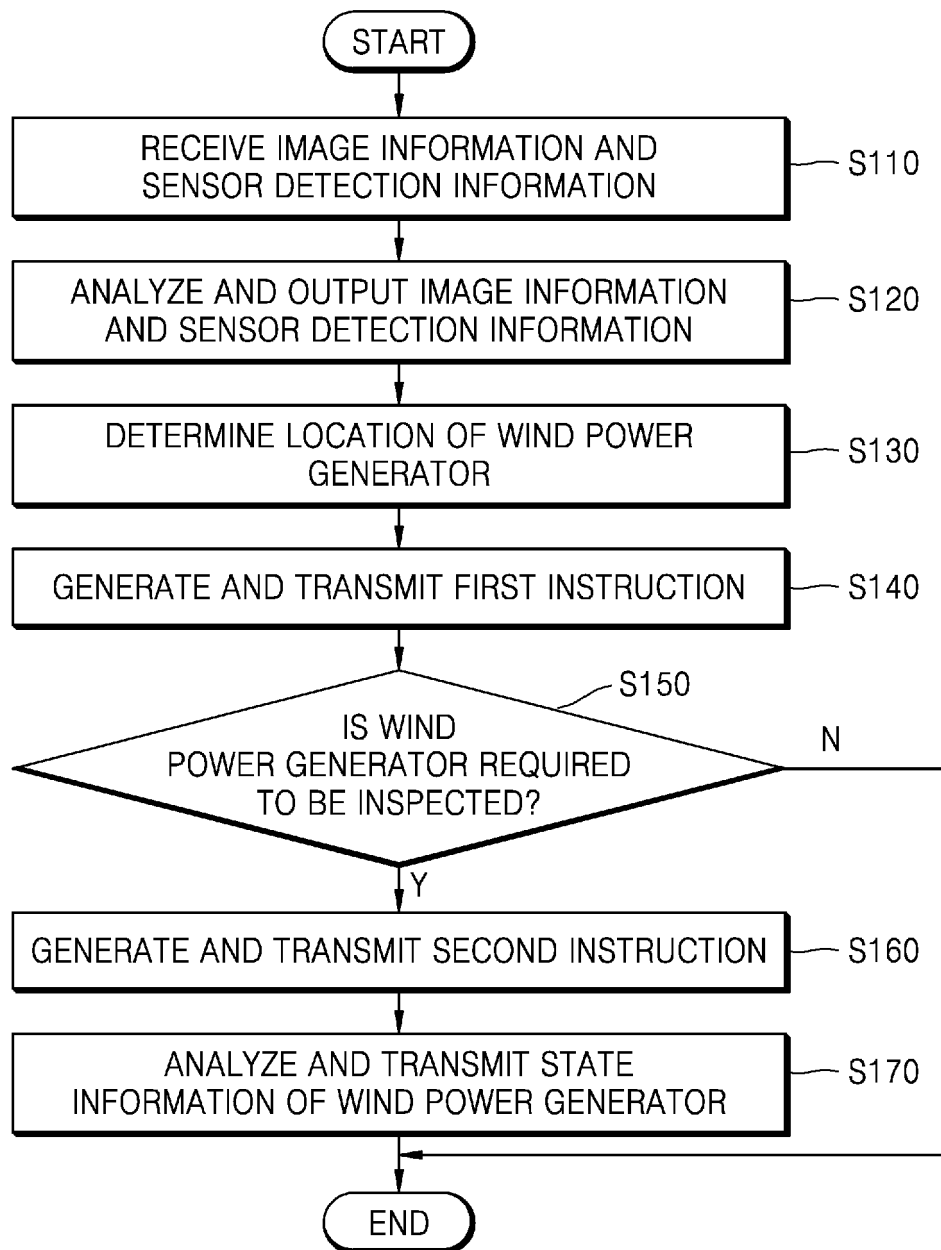 START
RECEIVE IMAGE INFORMATION AND
SENSOR DETECTION INFORMATION
S110
ANALYZE AND OUTPUT IMAGE INFORMATION
AND SENSOR DETECTION INFORMATION
S120
DETERMINE LOCATION OF WIND POWER
GENERATOR
S130
GENERATE AND TRANSMIT FIRST INSTRUCTION
S140
S150
IS WIND
POWER GENERATOR REQUIRED
TO BE INSPECTED?
N
Y
GENERATE AND TRANSMIT SECOND INSTRUCTION
S160
ANALYZE AND TRANSMIT STATE
INFORMATION OF WIND POWER GENERATOR
S170
END